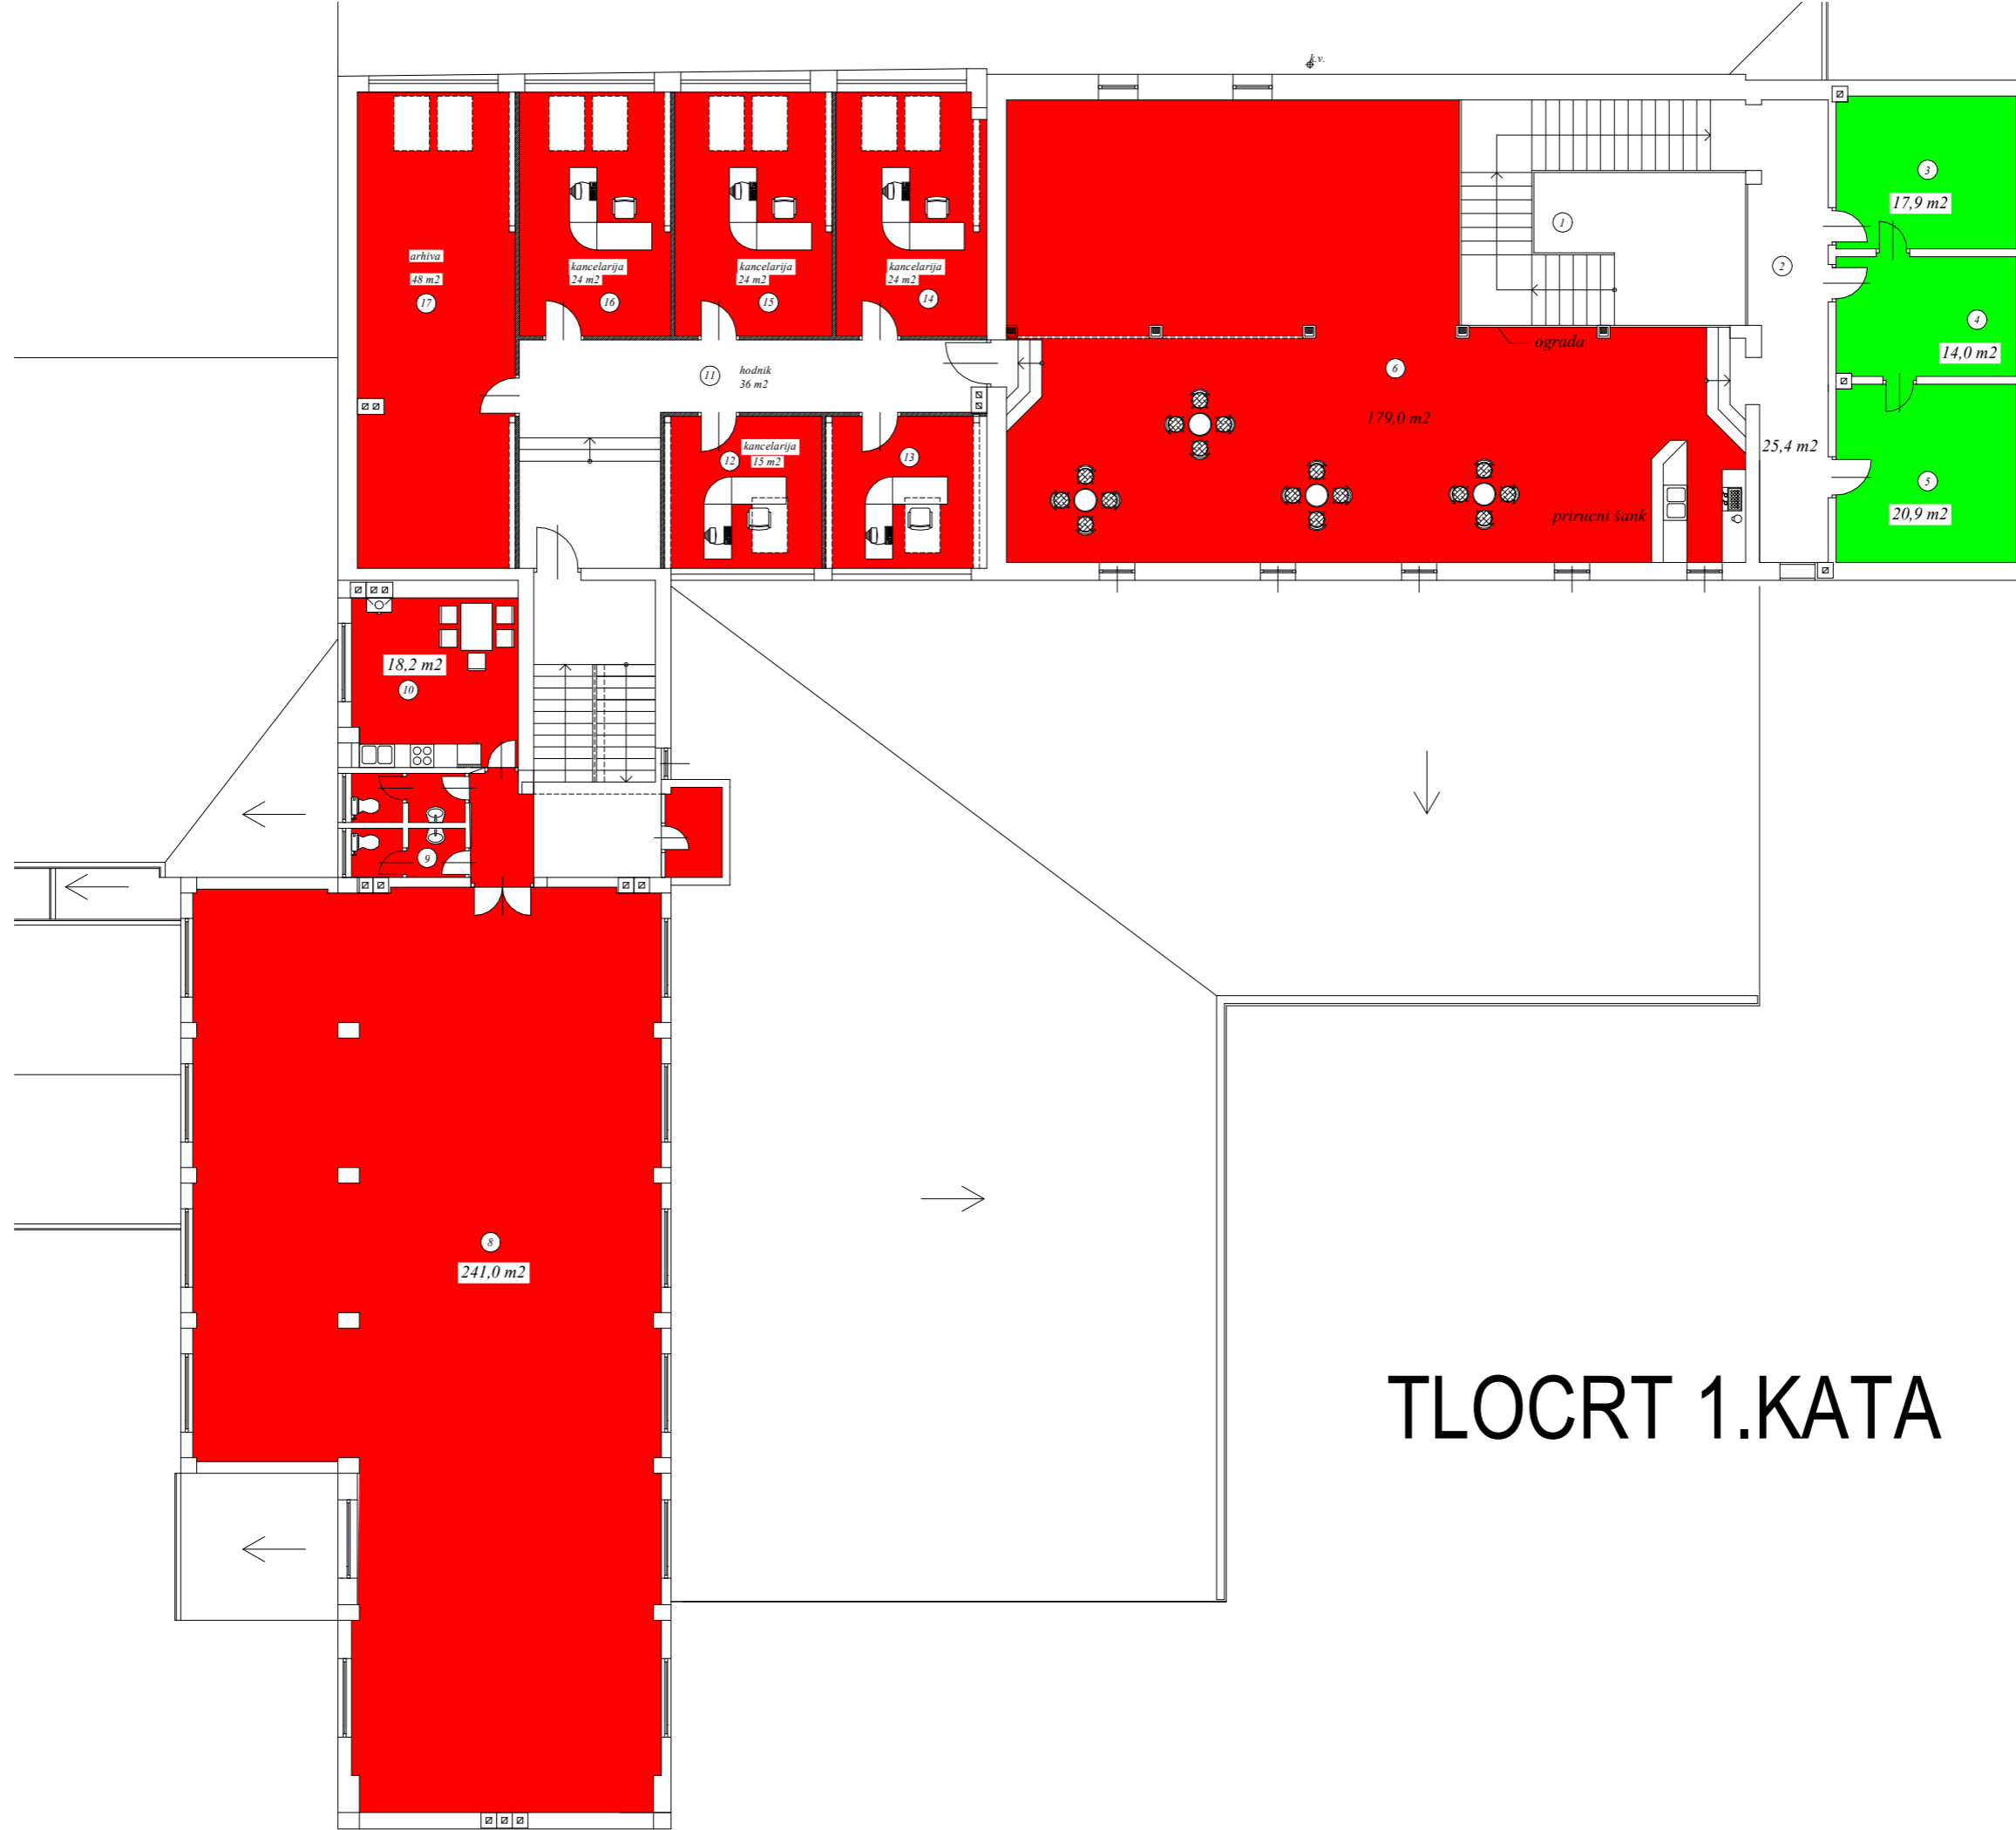 k.v.
3
17,9 m2
1
2
arhiva
48 m2
17
kancelarija
24 m2
16
kancelarija
24 m2
15
kancelarija
24 m2
14
4
14,0 m2
ograda
11
hodnik
36 m2
6
179,0 m2
25,4 m2
12
kancelarija
15 m2
13
5
20,9 m2
prirucni šank
18,2 m2
10
9
8
241,0 m2
TLOCRT 1.KATA